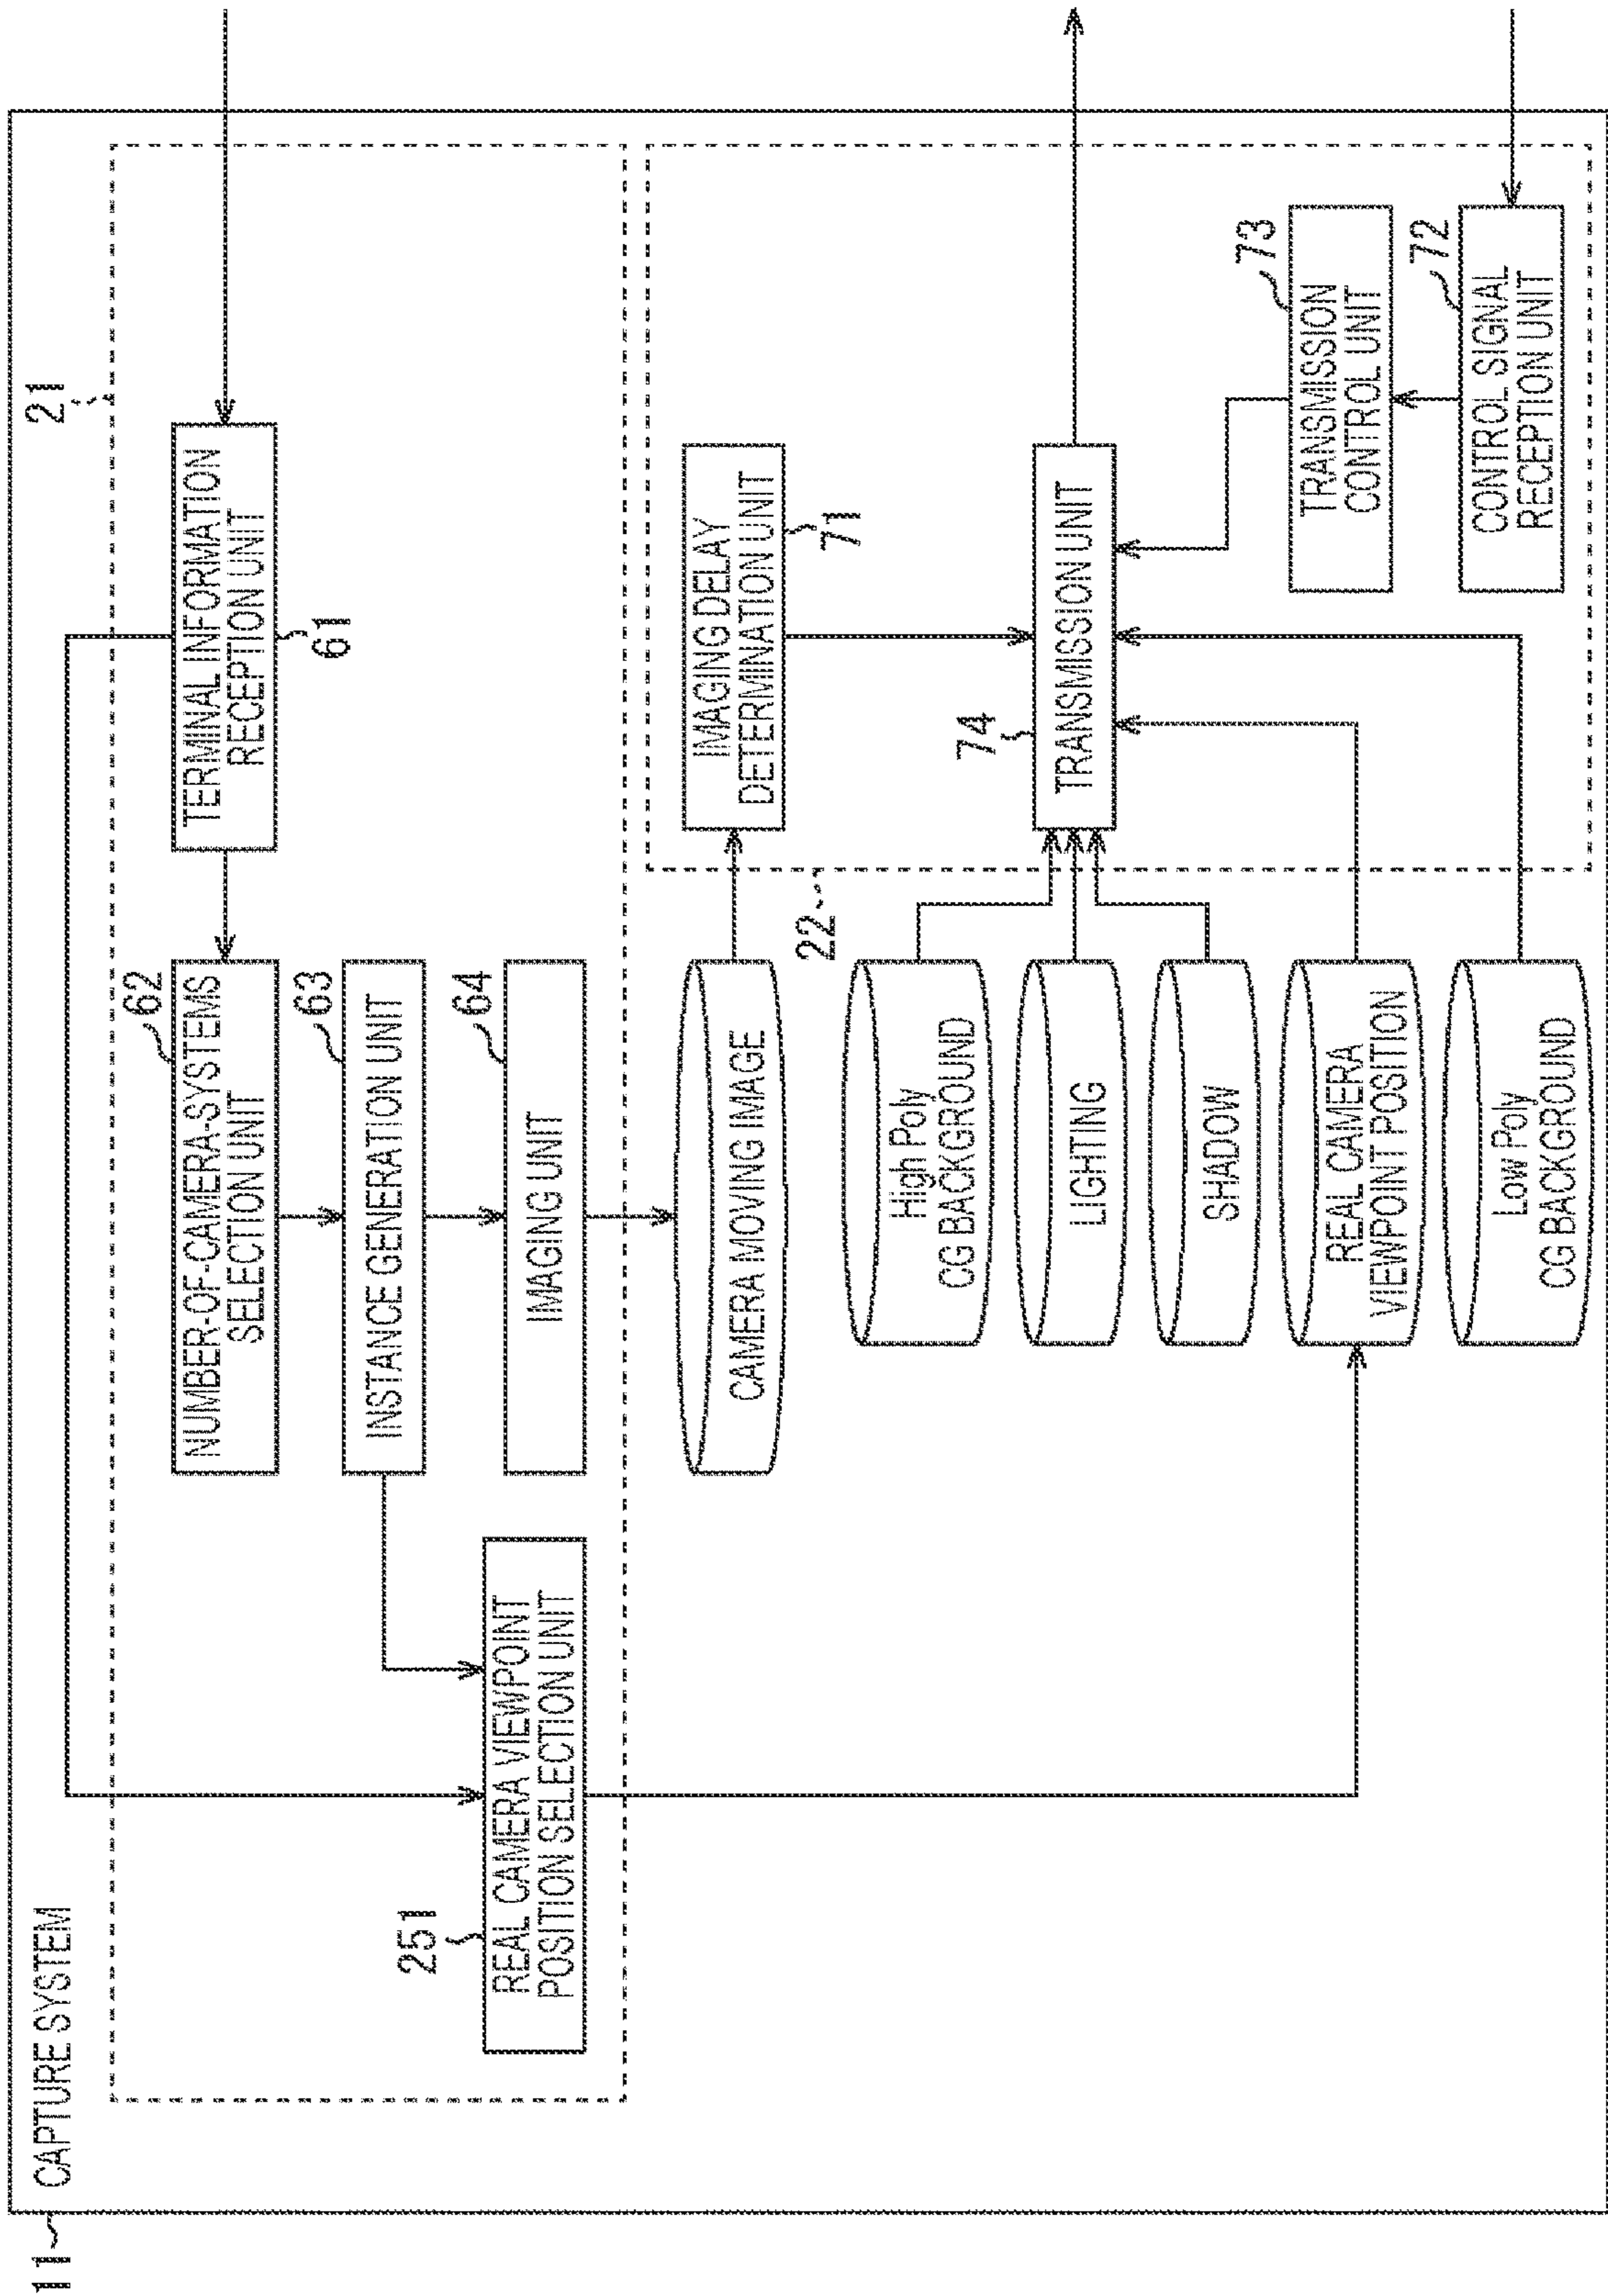 11
CAPTURE SYSTEM
21
TERMINAL INFORMATION
RECEPTION UNIT
61
62
NUMBER-OF-CAMERA-SYSTEMS
SELECTION UNIT
63
INSTANCE GENERATION UNIT
64
IMAGING UNIT
251
REAL CAMERA VIEWPOINT
POSITION SELECTION UNIT
CAMERA MOVING IMAGE
22
IMAGING DELAY
DETERMINATION UNIT
71
High Poly
CG BACKGROUND
LIGHTING
SHADOW
REAL CAMERA
VIEWPOINT POSITION
Low Poly
CG BACKGROUND
74
TRANSMISSION UNIT
73
TRANSMISSION
CONTROL UNIT
72
CONTROL SIGNAL
RECEPTION UNIT